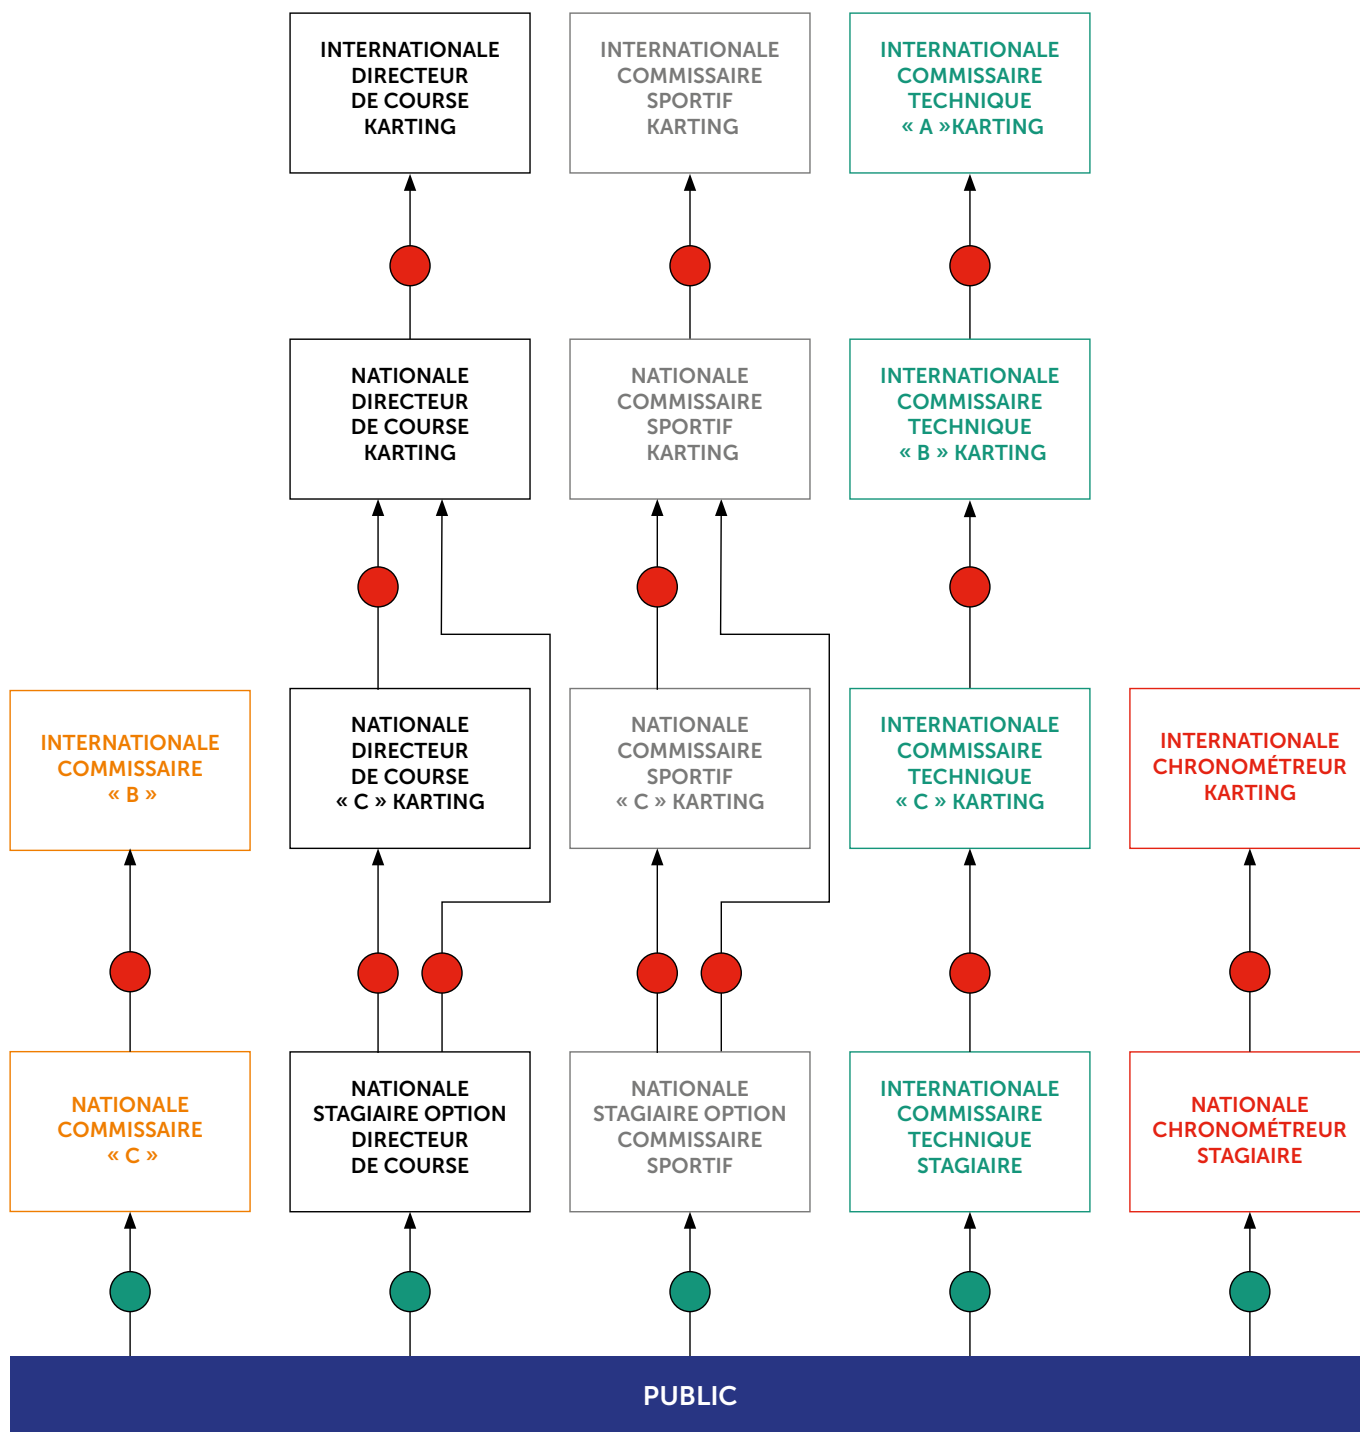 INTERNATIONALE
DIRECTEUR
DE COURSE
KARTING
INTERNATIONALE
COMMISSAIRE
SPORTIF
KARTING
INTERNATIONALE
COMMISSAIRE
TECHNIQUE
« A »KARTING
NATIONALE
DIRECTEUR
DE COURSE
KARTING
NATIONALE
COMMISSAIRE
SPORTIF
KARTING
INTERNATIONALE
COMMISSAIRE
TECHNIQUE
« B » KARTING
INTERNATIONALE
COMMISSAIRE
« B »
NATIONALE
DIRECTEUR
DE COURSE
« C » KARTING
NATIONALE
COMMISSAIRE
SPORTIF
« C » KARTING
INTERNATIONALE
COMMISSAIRE
TECHNIQUE
« C » KARTING
INTERNATIONALE
CHRONOMÉTREUR
KARTING
NATIONALE
COMMISSAIRE
« C »
NATIONALE
STAGIAIRE OPTION
DIRECTEUR
DE COURSE
NATIONALE
STAGIAIRE OPTION
COMMISSAIRE
SPORTIF
INTERNATIONALE
COMMISSAIRE
TECHNIQUE
STAGIAIRE
NATIONALE
CHRONOMÉTREUR
STAGIAIRE
PUBLIC